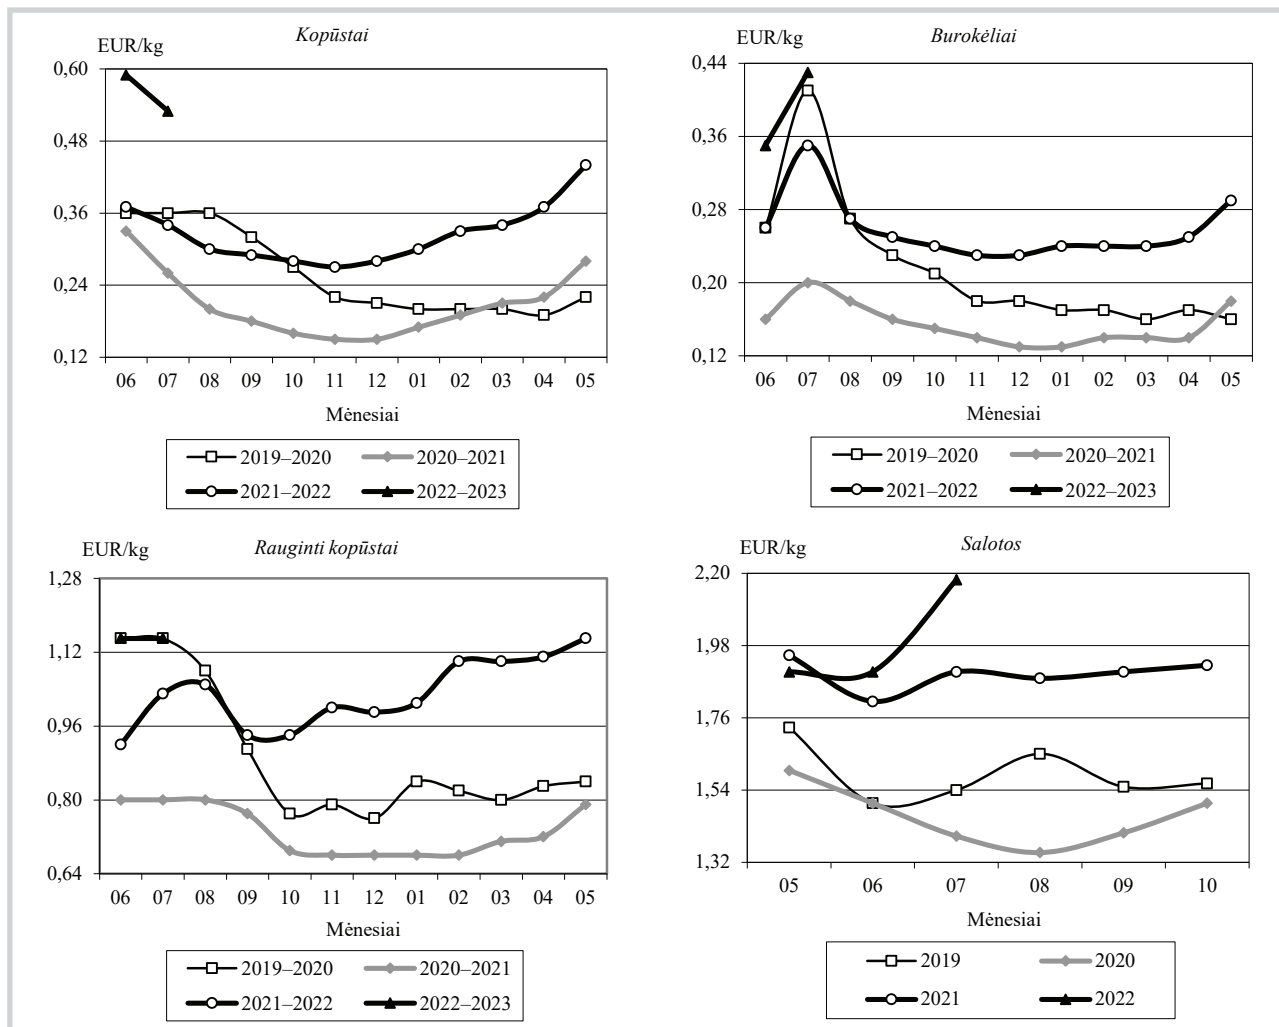 Kopūstai
EUR/kg
0,60
0,48
0,36
0,24
0,12
06 07 08 09 10 11 12 01 02 03 04 05
Mėnesiai
2019–2020 2020–2021
2021–2022 2022–2023
Burokėliai
EUR/kg
0,44
0,36
0,28
0,20
0,12
06 07 08 09 10 11 12 01 02 03 04 05
Mėnesiai
2019–2020 2020–2021
2021–2022 2022–2023
Rauginti kopūstai
EUR/kg
1,28
1,12
0,96
0,80
0,64
06 07 08 09 10 11 12 01 02 03 04 05
Mėnesiai
2019–2020 2020–2021
2021–2022 2022–2023
Salotos
EUR/kg
2,20
1,98
1,76
1,54
1,32
05 06 07 08 09 10
Mėnesiai
2019 2020
2021 2022